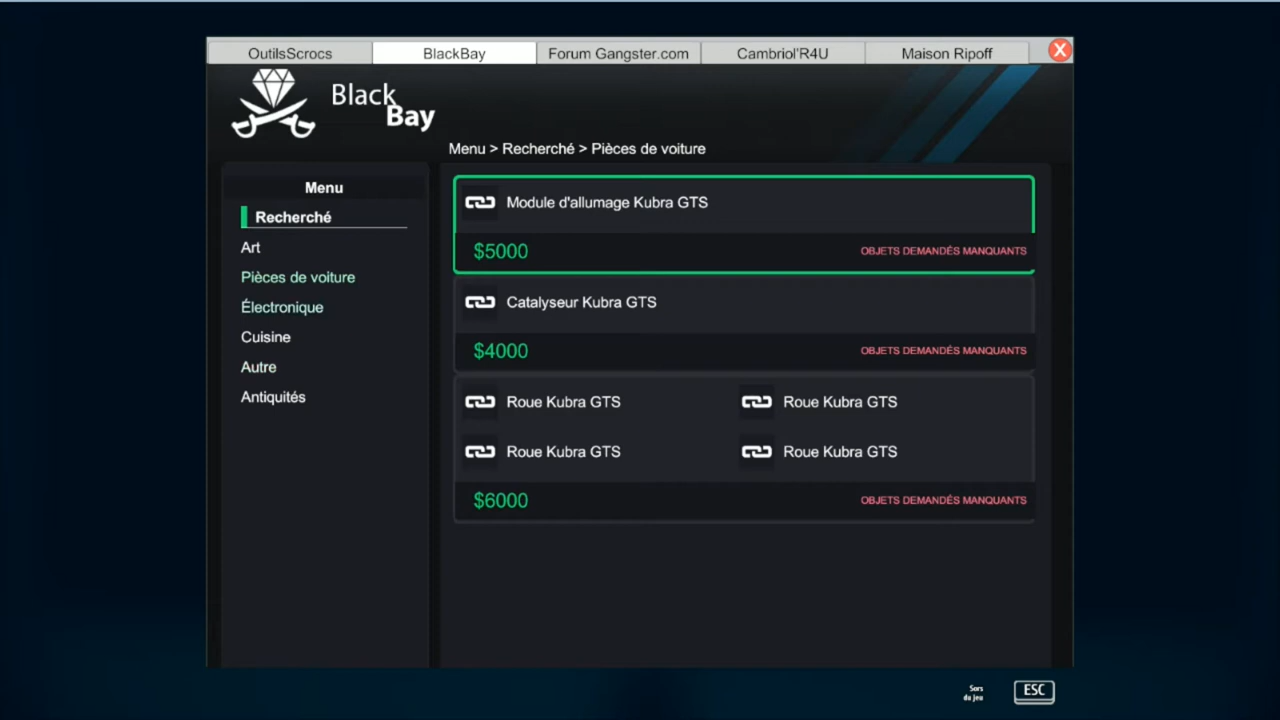 OutilsScrocs
BlackBay
Forum Gangster.com
Cambriol'R4U
Maison Ripoff
X
Black
Bay
Menu > Recherché > Pièces de voiture
Menu
Recherché
Art
Pièces de voiture
Électronique
Cuisine
Autre
Antiquités
Module d'allumage Kubra GTS
$5000 OBJETS DEMANDÉS MANQUANTS
Catalyseur Kubra GTS
$4000 OBJETS DEMANDÉS MANQUANTS
Roue Kubra GTS Roue Kubra GTS
Roue Kubra GTS Roue Kubra GTS
$6000 OBJETS DEMANDÉS MANQUANTS
Sors
du jeu
ESC